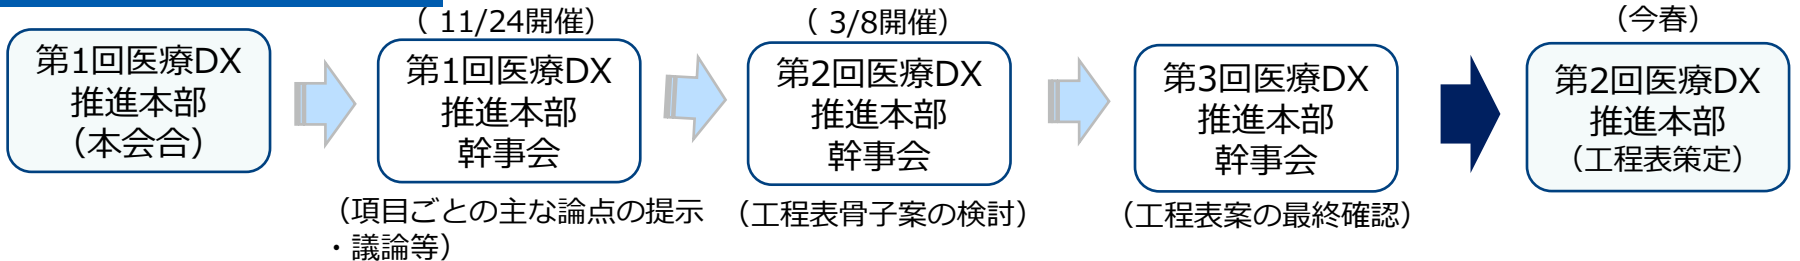 第1回医療DX
推進本部
（本会合）
（ 11/24開催）
第1回医療DX
推進本部
幹事会
（項目ごとの主な論点の提示
・議論等）
（ 3/8開催）
第2回医療DX
推進本部
幹事会
（工程表骨子案の検討）
第3回医療DX
推進本部
幹事会
（工程表案の最終確認）
（今春）
第2回医療DX
推進本部
（工程表策定）